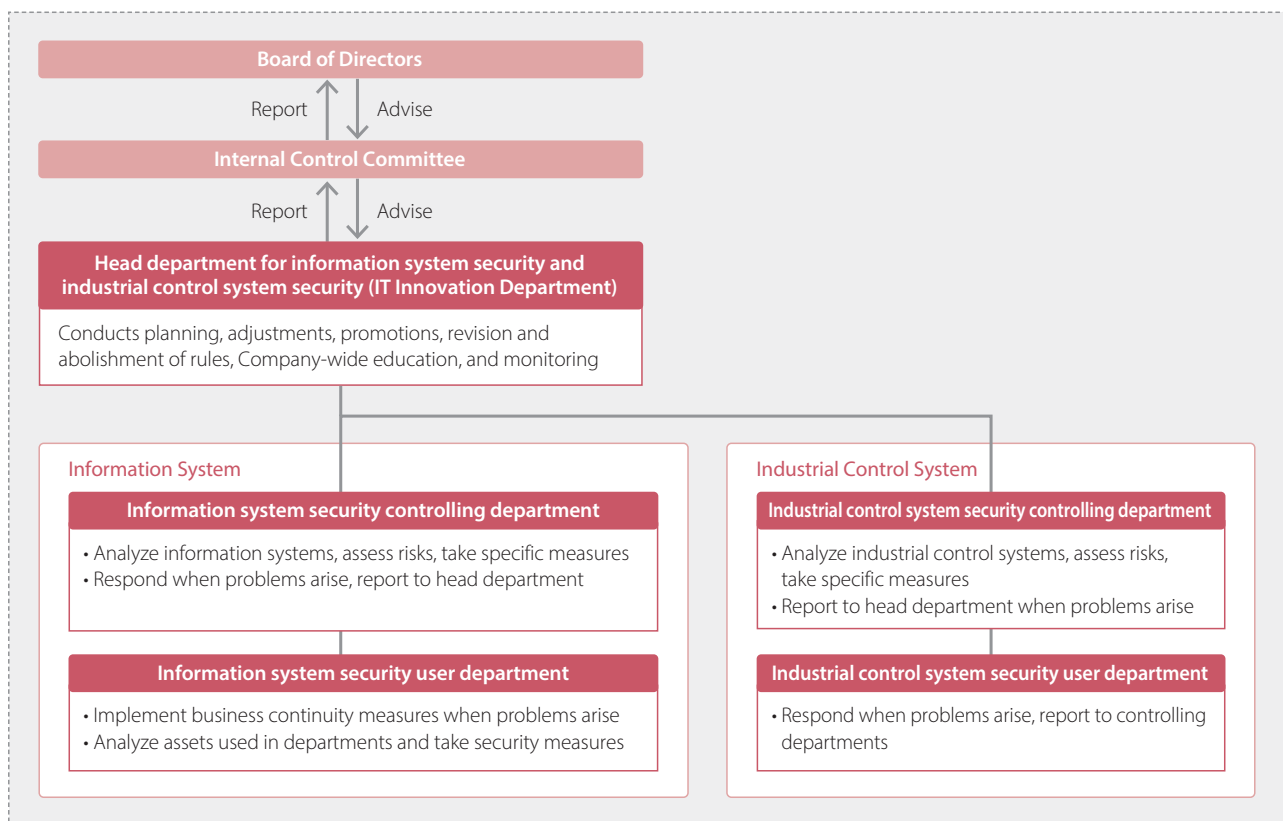 Board of Directors
Report
Advise
Internal Control Committee
Report
Advise
Head department for information system security and
industrial control system security (IT Innovation Department)
Conducts planning, adjustments, promotions, revision and
abolishment of rules, Company-wide education, and monitoring
Information System
Information system security controlling department
• Analyze information systems, assess risks, take specific measures
• Respond when problems arise, report to head department
Information system security user department
• Implement business continuity measures when problems arise
• Analyze assets used in departments and take security measures
Industrial Control System
Industrial control system security controlling department
• Analyze industrial control systems, assess risks,
take specific measures
• Report to head department when problems arise
Industrial control system security user department
• Respond when problems arise, report to controlling
departments